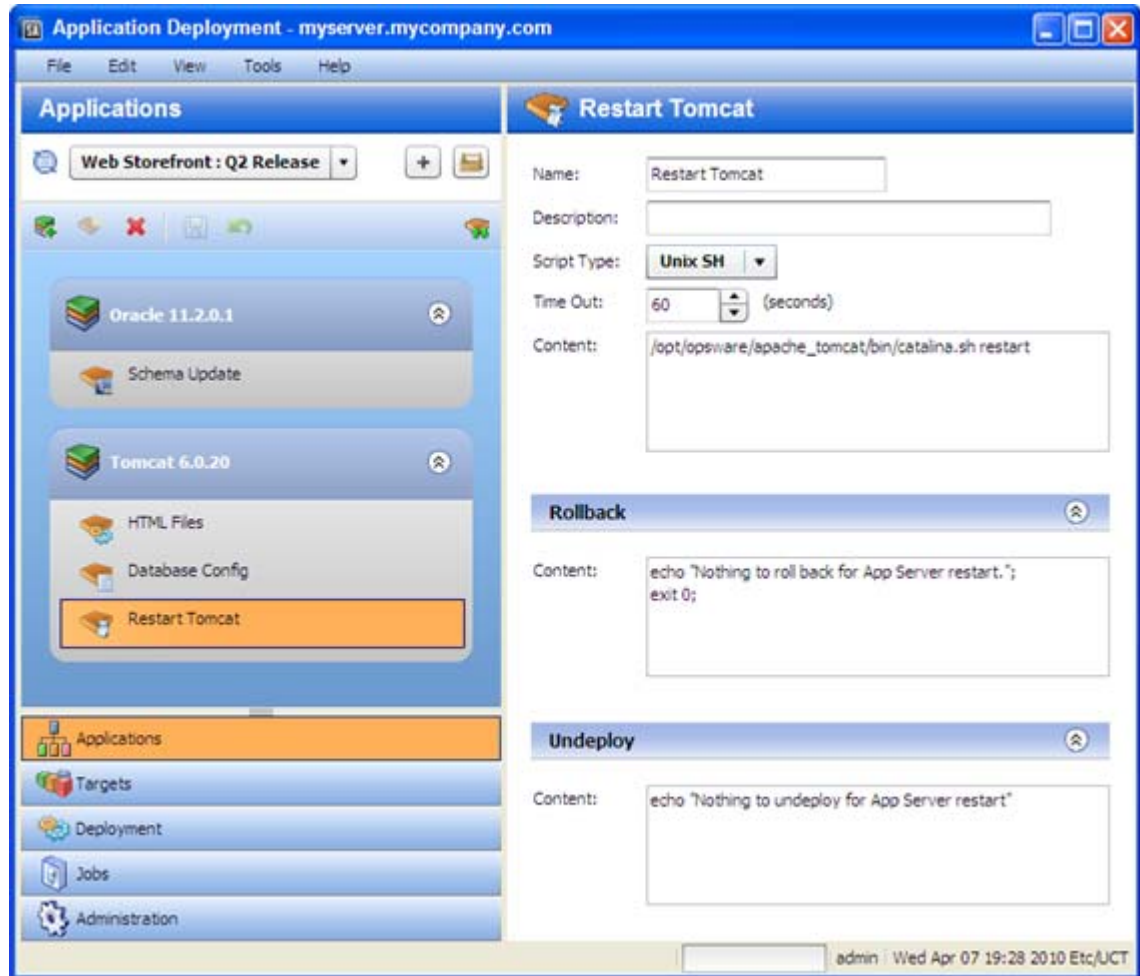 Application Deployment - myserver.mycompany.com
File Edit View Tools Help
Applications
Web Storefront : Q2 Release
Oracle 11.2.0.1
Schema Update
Tomcat 6.0.20
HTML Files
Database Config
Restart Tomcat
Applications
Targets
Deployment
Jobs
Administration
Restart Tomcat
Name: Restart Tomcat
Description:
Script Type: Unix SH
Time Out: 60 (seconds)
Content: /opt/opsware/apache_tomcat/bin/catalina.sh restart
Rollback
Content: echo "Nothing to roll back for App Server restart.";
exit 0;
Undeploy
Content: echo "Nothing to undeploy for App Server restart"
admin Wed Apr 07 19:28 2010 Etc/UCT